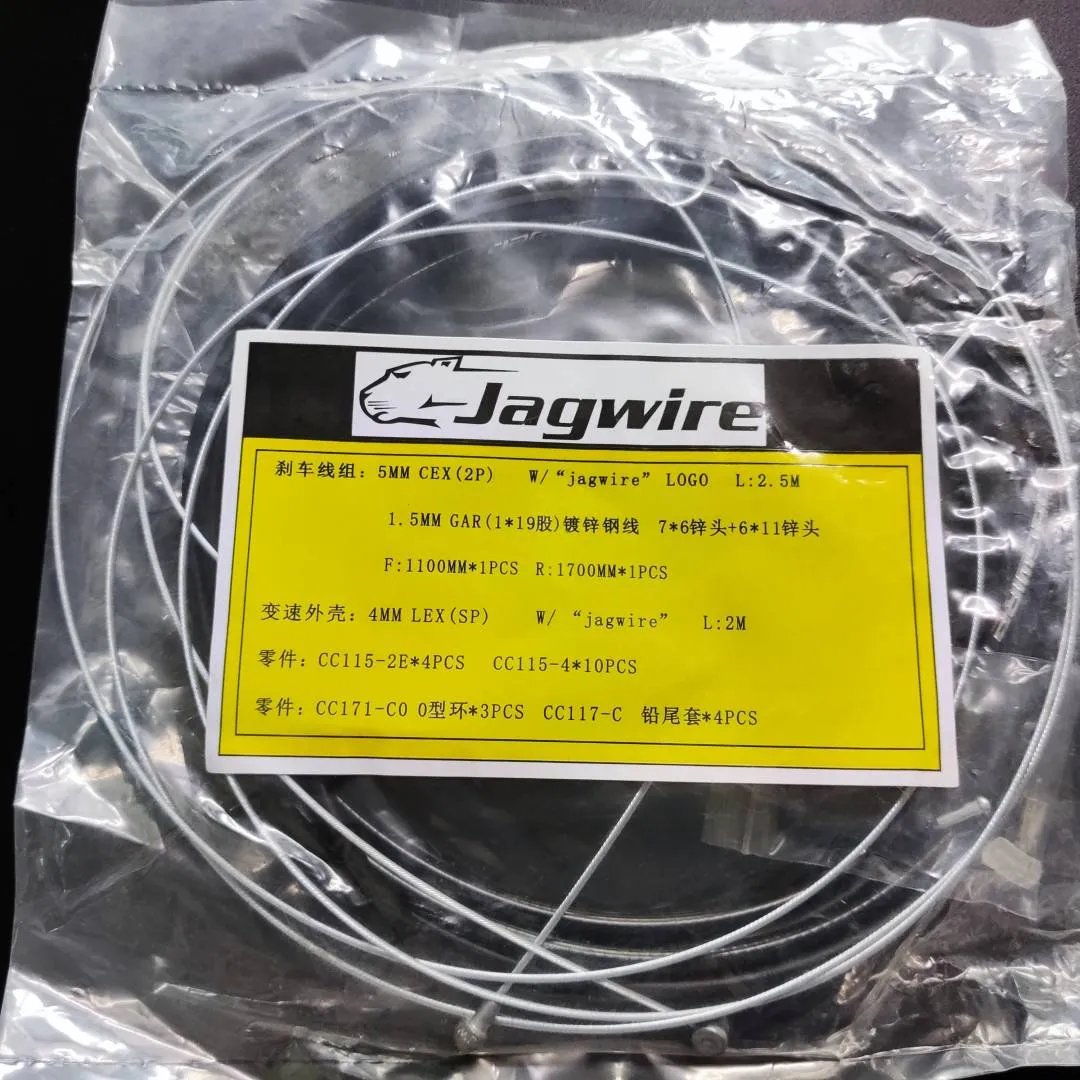 Jagwire
刹车线组：5MM CEX(2P) W/“jagwire” LOGO L:2.5M
1.5MM GAR(1*19股)镀锌钢线 7*6锌头+6*11锌头
F:1100MM*1PCS R:1700MM*1PCS
变速外壳：4MM LEX(SP) W/ “jagwire” L:2M
零件：CC115-2E*4PCS CC115-4*10PCS
零件：CC171-CO O型环*3PCS CC117-C 铅尾套*4PCS